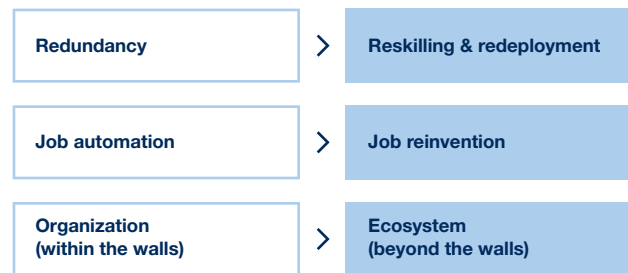 Redundancy
Reskilling & redeployment
Job automation
Job reinvention
Organization
(within the walls)
Ecosystem
(beyond the walls)